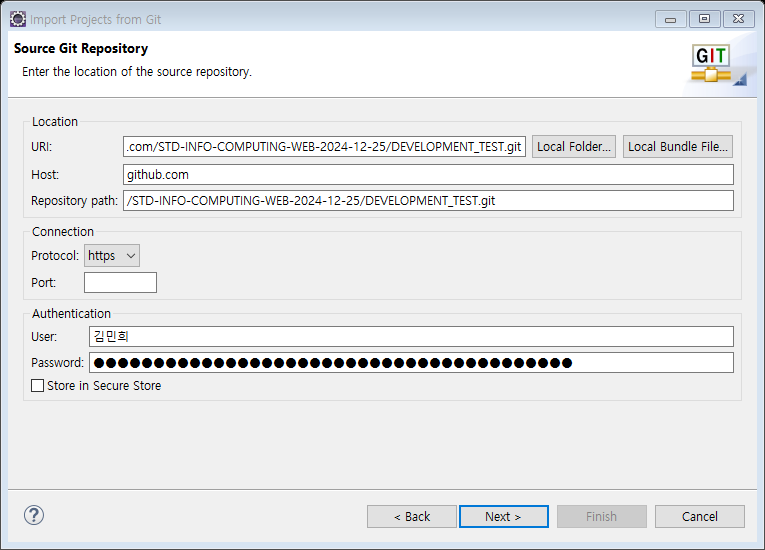 Import Projects from Git
Source Git Repository
Enter the location of the source repository.
GIT
Location
URI: .com/STD-INFO-COMPUTING-WEB-2024-12-25/DEVELOPMENT_TEST.git Local Folder... Local Bundle File...
Host: github.com
Repository path: /STD-INFO-COMPUTING-WEB-2024-12-25/DEVELOPMENT_TEST.git
Connection
Protocol: https
Port:
Authentication
User: 김민희
Password: ●●●●●●●●●●●●●●●●●●●●●●●●●●●●●●●●●●●●●●●●
Store in Secure Store
? < Back Next > Finish Cancel